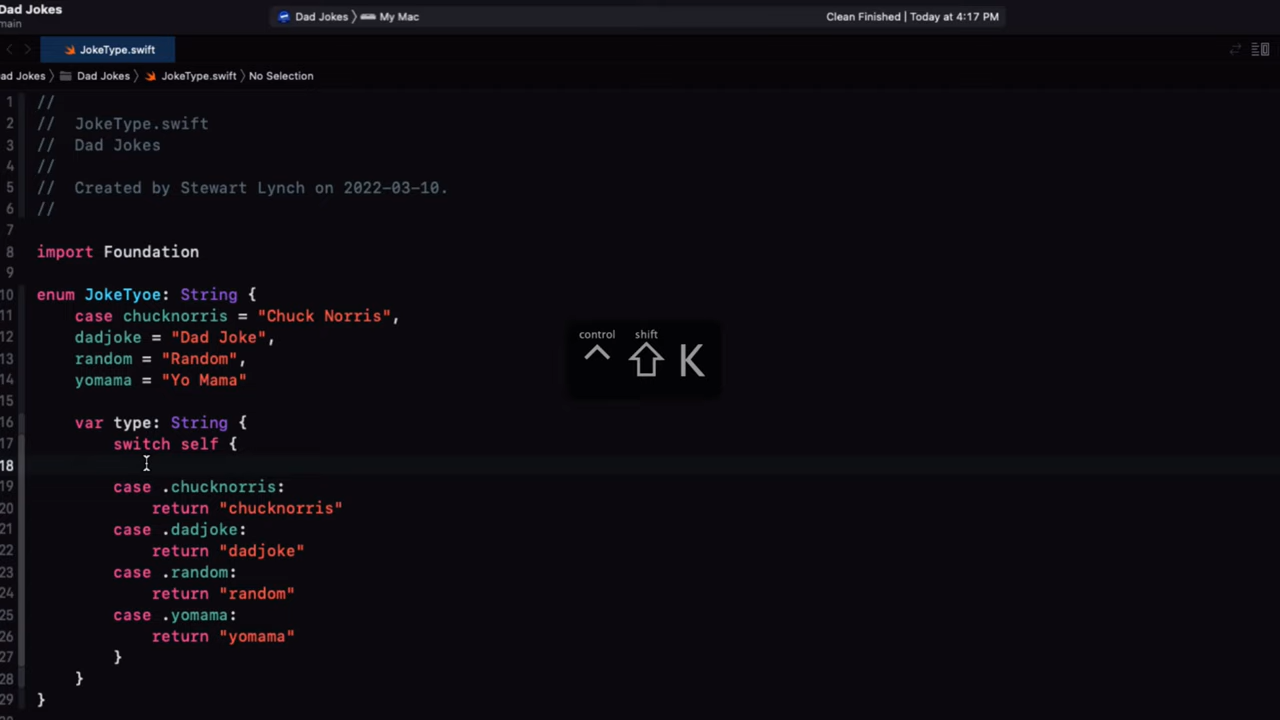 Dad Jokes
main
Dad Jokes 〉 My Mac
Clean Finished | Today at 4:17 PM
JokeType.swift
ad Jokes 〉 Dad Jokes 〉 JokeType.swift 〉 No Selection
1 //
2 //  JokeType.swift
3 //  Dad Jokes
4 //
5 //  Created by Stewart Lynch on 2022-03-10.
6 //
7
8 import Foundation
9
10 enum JokeTyoe: String {
11     case chucknorris = "Chuck Norris",
12     dadjoke = "Dad Joke",
13     random = "Random",
14     yomama = "Yo Mama"
15
16     var type: String {
17         switch self {
18
19         case .chucknorris:
20             return "chucknorris"
21         case .dadjoke:
22             return "dadjoke"
23         case .random:
24             return "random"
25         case .yomama:
26             return "yomama"
27         }
28     }
29 }
control shift
^ ⇧ K